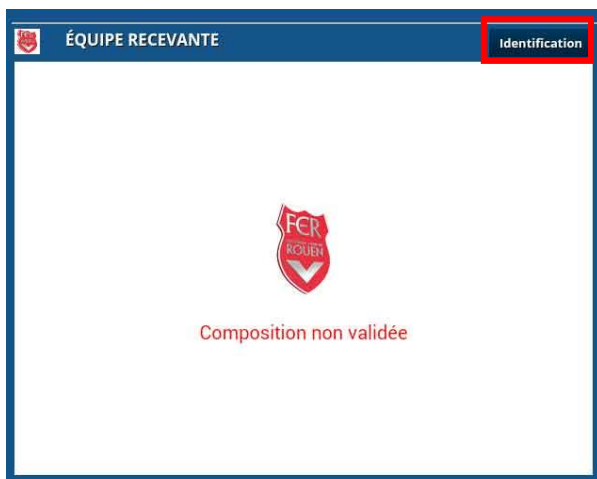 ÉQUIPE RECEVANTE
Identification
FCR
ROUEN
Composition non validée